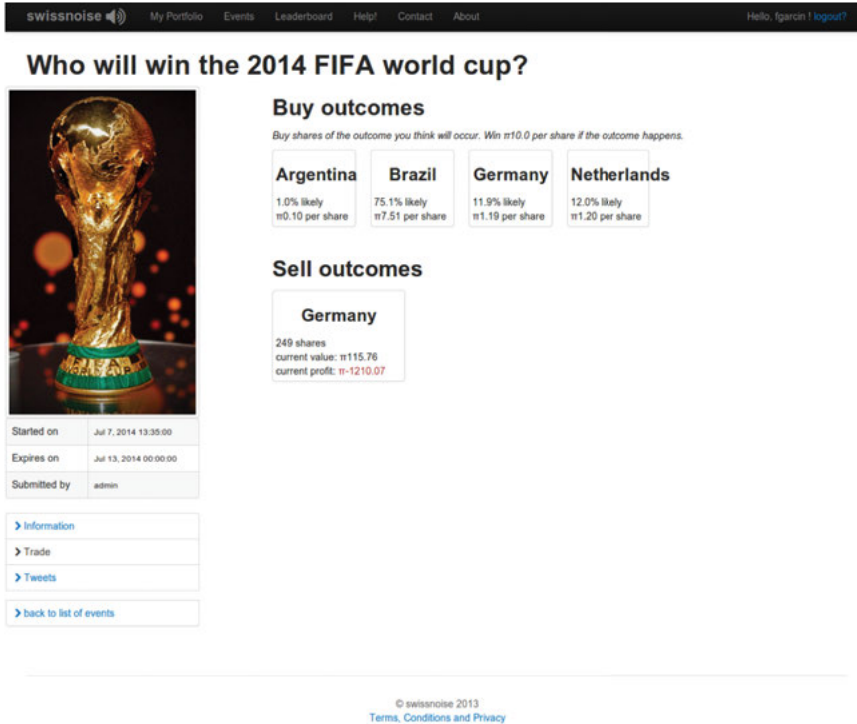 swissnoise My Portfolio Events Leaderboard Help! Contact About Hello, fgarcin ! logout?
Who will win the 2014 FIFA world cup?
Buy outcomes
Buy shares of the outcome you think will occur. Win π10.0 per share if the outcome happens.
Argentina
1.0% likely
π0.10 per share
Brazil
75.1% likely
π7.51 per share
Germany
11.9% likely
π1.19 per share
Netherlands
12.0% likely
π1.20 per share
Sell outcomes
Germany
249 shares
current value: π115.76
current profit: π-1210.07
Started on Jul 7, 2014 13:35:00
Expires on Jul 13, 2014 00:00:00
Submitted by admin
Information
Trade
Tweets
back to list of events
© swissnoise 2013
Terms, Conditions and Privacy